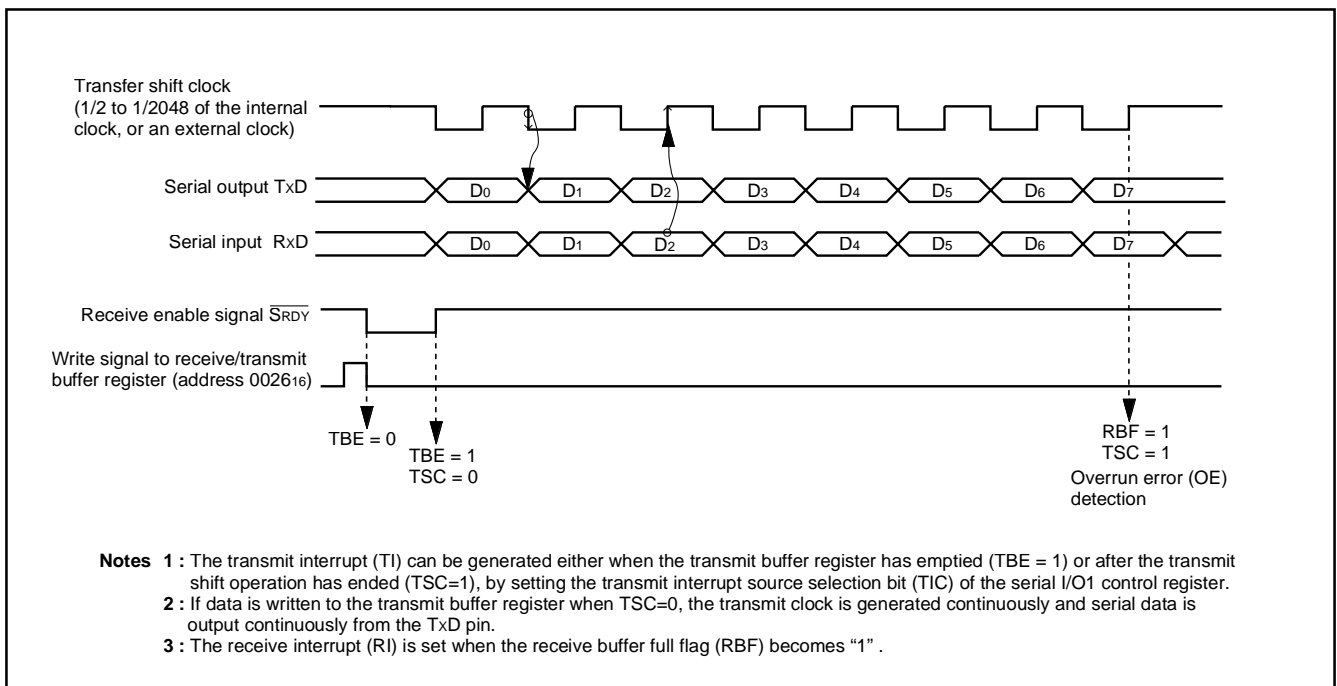 Transfer shift clock
(1/2 to 1/2048 of the internal
clock, or an external clock)
Serial output TxD
D0 D1 D2 D3 D4 D5 D6 D7
Serial input RxD
D0 D1 D2 D3 D4 D5 D6 D7
Receive enable signal SRDY
Write signal to receive/transmit
buffer register (address 002616)
TBE = 0
TBE = 1
TSC = 0
RBF = 1
TSC = 1
Overrun error (OE)
detection
Notes 1 : The transmit interrupt (TI) can be generated either when the transmit buffer register has emptied (TBE = 1) or after the transmit
shift operation has ended (TSC=1), by setting the transmit interrupt source selection bit (TIC) of the serial I/O1 control register.
2 : If data is written to the transmit buffer register when TSC=0, the transmit clock is generated continuously and serial data is
output continuously from the TxD pin.
3 : The receive interrupt (RI) is set when the receive buffer full flag (RBF) becomes “1” .